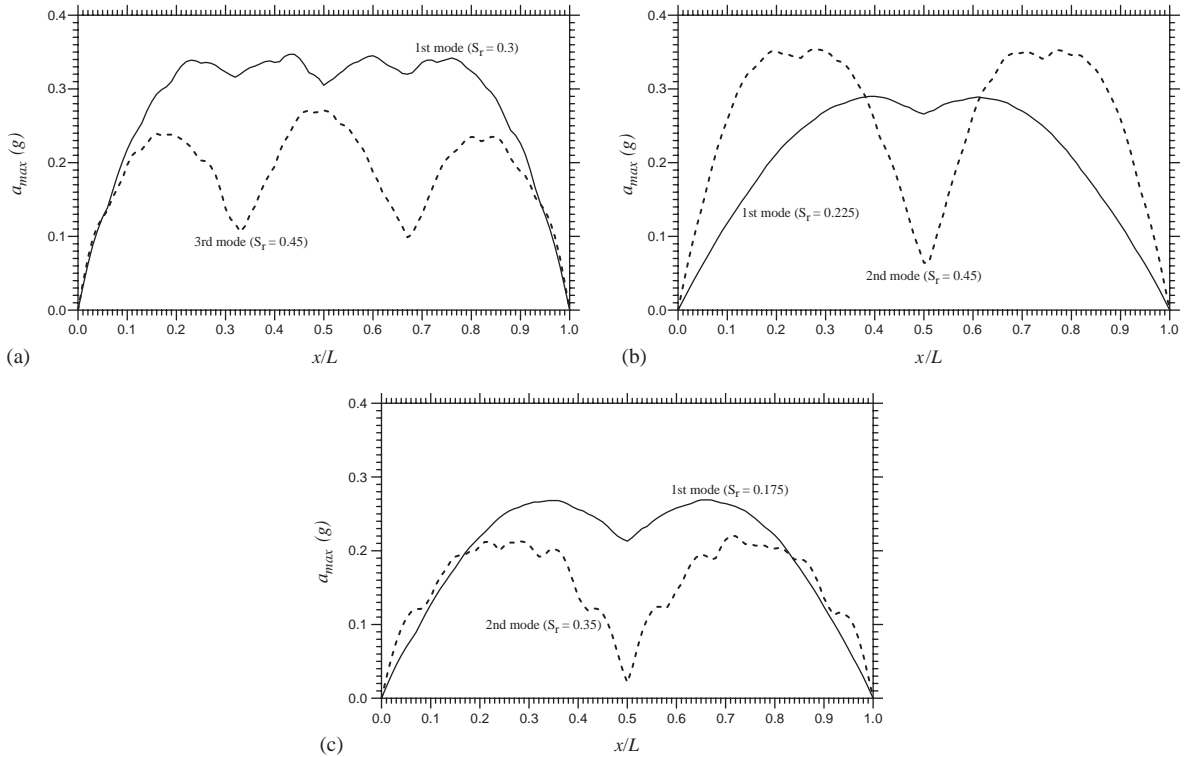 0.4
0.3
0.2
0.1
0.0
a_max (g)
1st mode (S_r = 0.3)
3rd mode (S_r = 0.45)
0.0 0.1 0.2 0.3 0.4 0.5 0.6 0.7 0.8 0.9 1.0
(a)
x/L
0.4
0.3
0.2
0.1
0.0
a_max (g)
1st mode (S_r = 0.225)
2nd mode (S_r = 0.45)
0.0 0.1 0.2 0.3 0.4 0.5 0.6 0.7 0.8 0.9 1.0
(b)
x/L
0.4
0.3
0.2
0.1
0.0
a_max (g)
1st mode (S_r = 0.175)
2nd mode (S_r = 0.35)
0.0 0.1 0.2 0.3 0.4 0.5 0.6 0.7 0.8 0.9 1.0
(c)
x/L